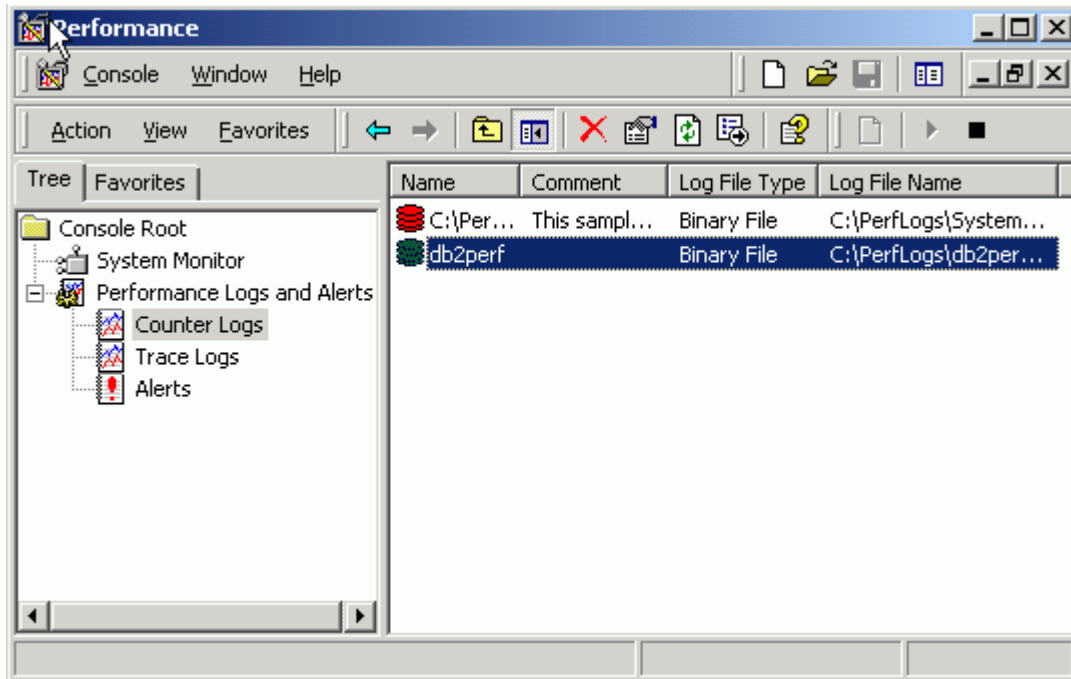 Performance
Console Window Help
Action View Favorites
Tree Favorites
Name Comment Log File Type Log File Name
Console Root
System Monitor
Performance Logs and Alerts
Counter Logs
Trace Logs
Alerts
C:\Per... This sampl... Binary File C:\PerfLogs\System...
db2perf Binary File C:\PerfLogs\db2per...